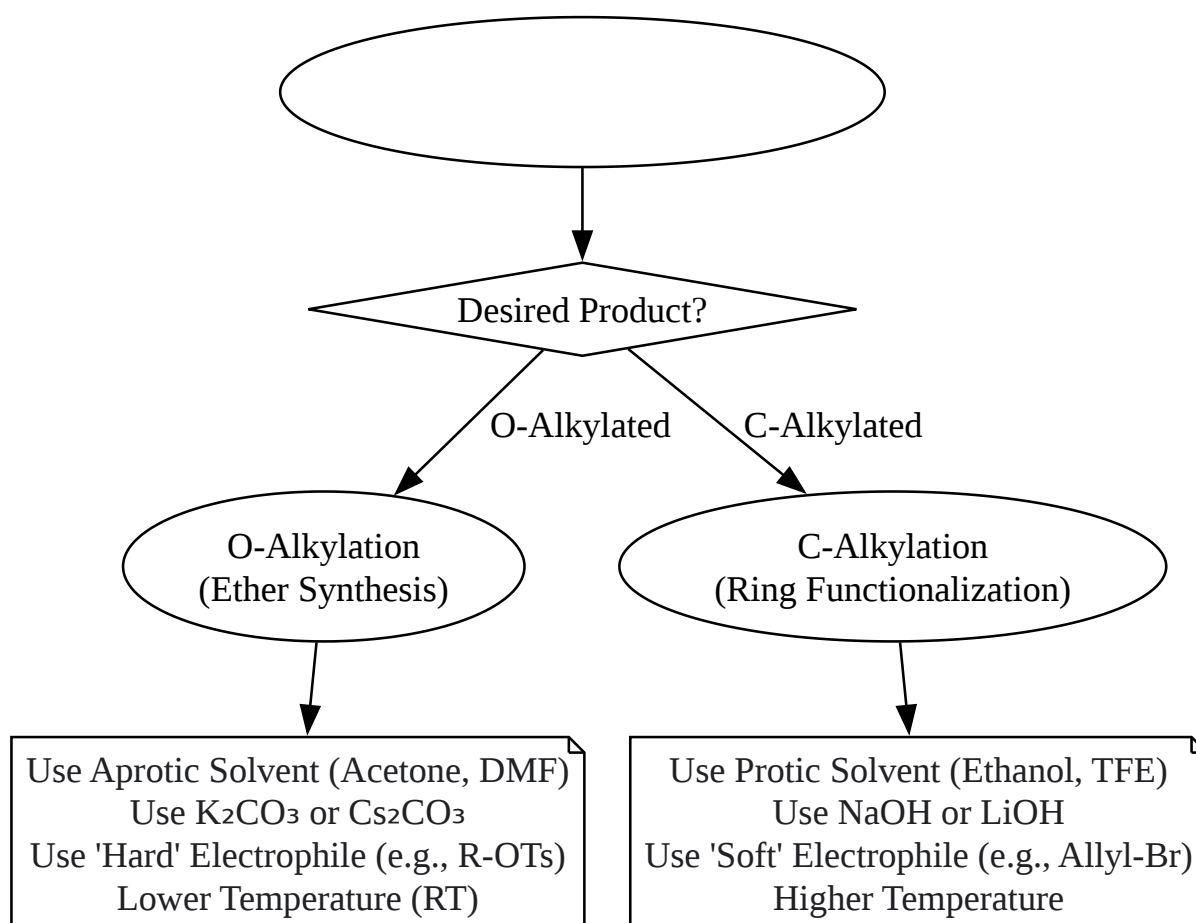 Desired Product?
O-Alkylated
C-Alkylated
O-Alkylation
(Ether Synthesis)
C-Alkylation
(Ring Functionalization)
Use Aprotic Solvent (Acetone, DMF)
Use K₂CO₃ or Cs₂CO₃
Use 'Hard' Electrophile (e.g., R-OTs)
Lower Temperature (RT)
Use Protic Solvent (Ethanol, TFE)
Use NaOH or LiOH
Use 'Soft' Electrophile (e.g., Allyl-Br)
Higher Temperature